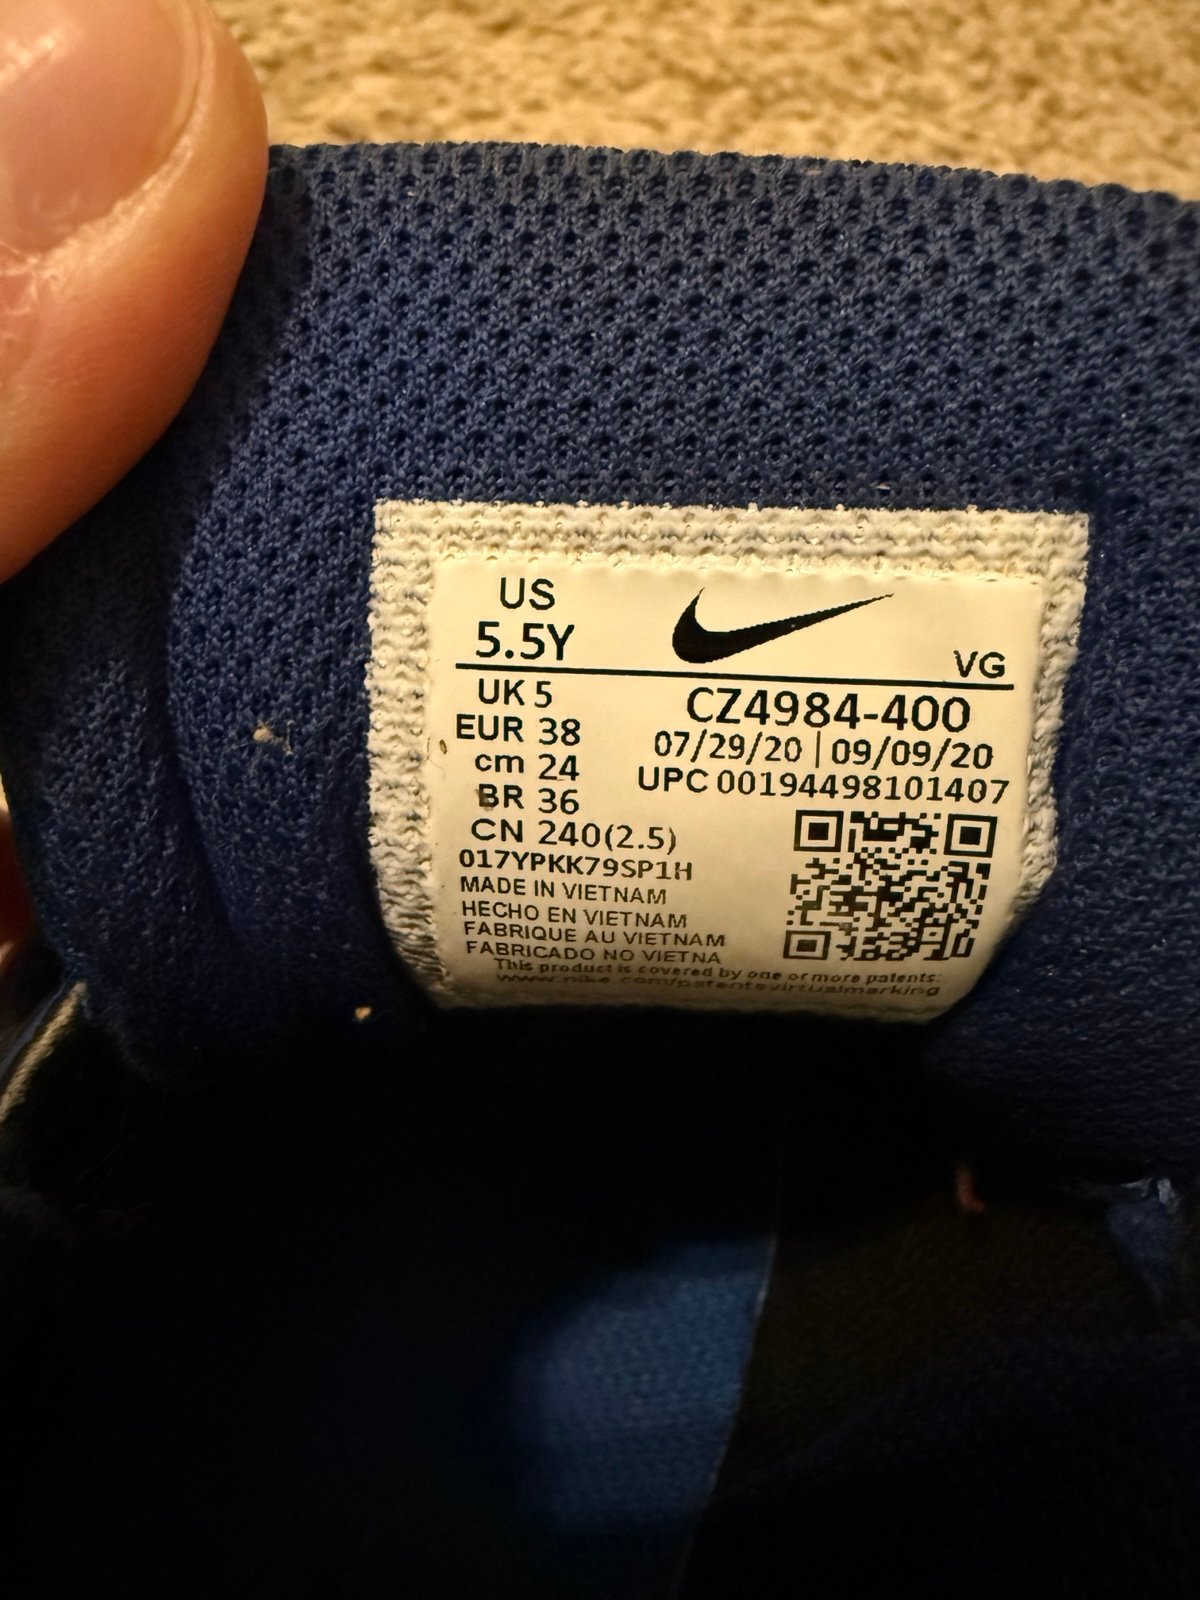 US
5.5Y
VG
UK 5
EUR 38
cm 24
BR 36
CN 240(2.5)
CZ4984-400
07/29/20 | 09/09/20
UPC 00194498101407
017YPKK79SP1H
MADE IN VIETNAM
HECHO EN VIETNAM
FABRIQUE AU VIETNAM
FABRICADO NO VIETNA
This product is covered by one or more patents.
www.nike.com/patentsvirtualmarking